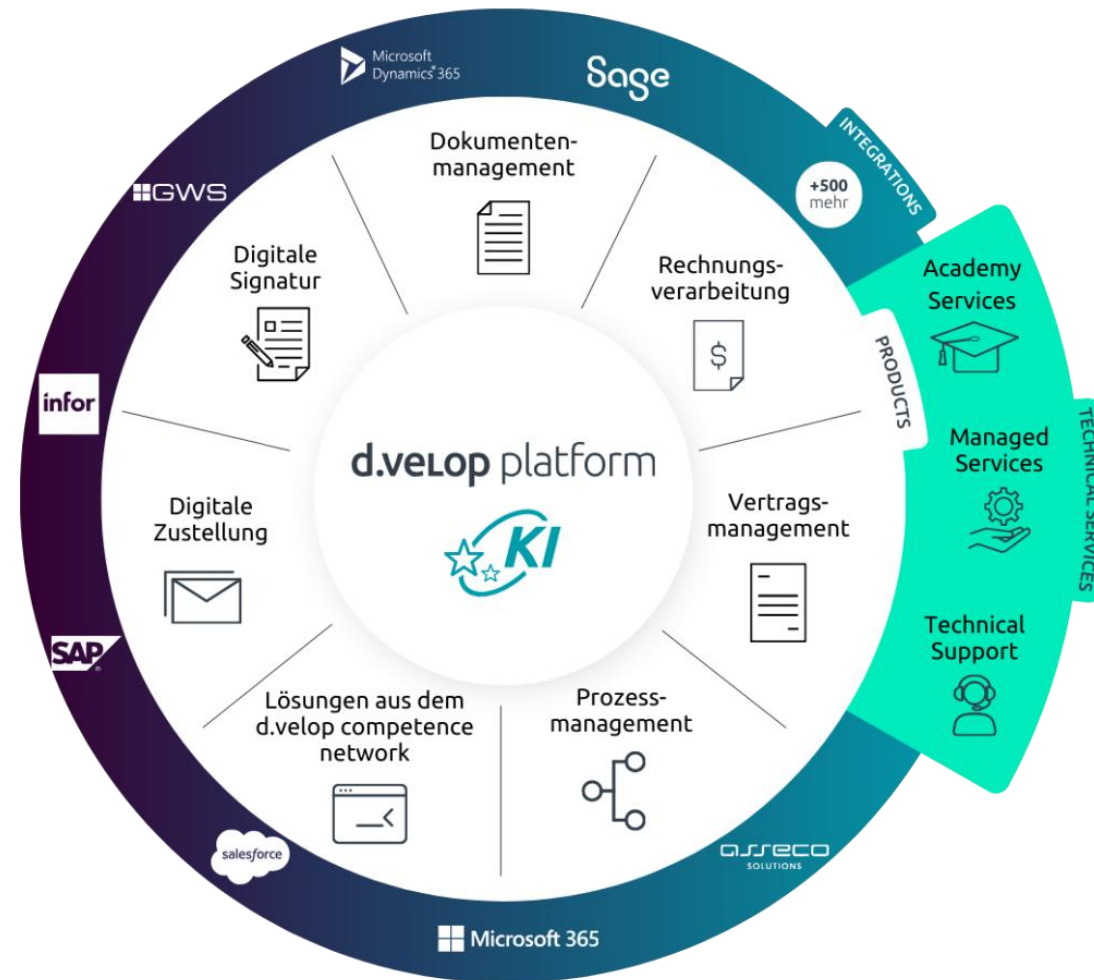 Microsoft
Dynamics® 365
Sage
INTEGRATIONS
+500
mehr
GWS
Dokumenten-
management
Digitale
Signatur
Rechnungs-
verarbeitung
$
Academy
Services
PRODUCTS
infor
d.velop platform
KI
Managed
Services
TECHNICAL SERVICES
Digitale
Zustellung
Vertrags-
management
SAP®
Technical
Support
Lösungen aus dem
d.velop competence
network
Prozess-
management
salesforce
asseco
SOLUTIONS
Microsoft 365